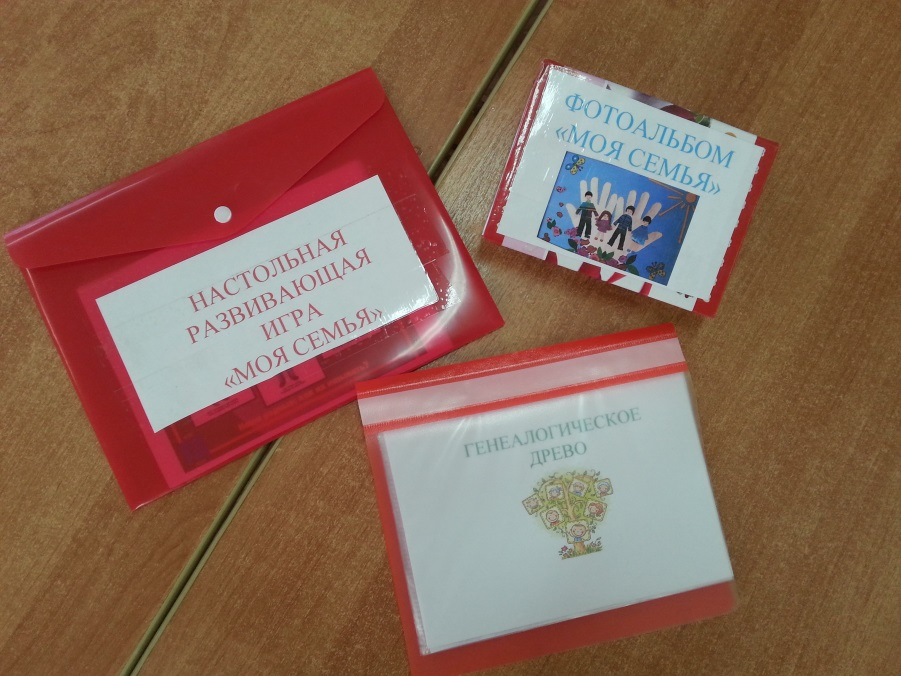 НАСТОЛЬНАЯ
РАЗВИВАЮЩАЯ
ИГРА
«МОЯ СЕМЬЯ»
ФОТОАЛЬБОМ
«МОЯ СЕМЬЯ»
ГЕНЕАЛОГИЧЕСКОЕ
ДРЕВО